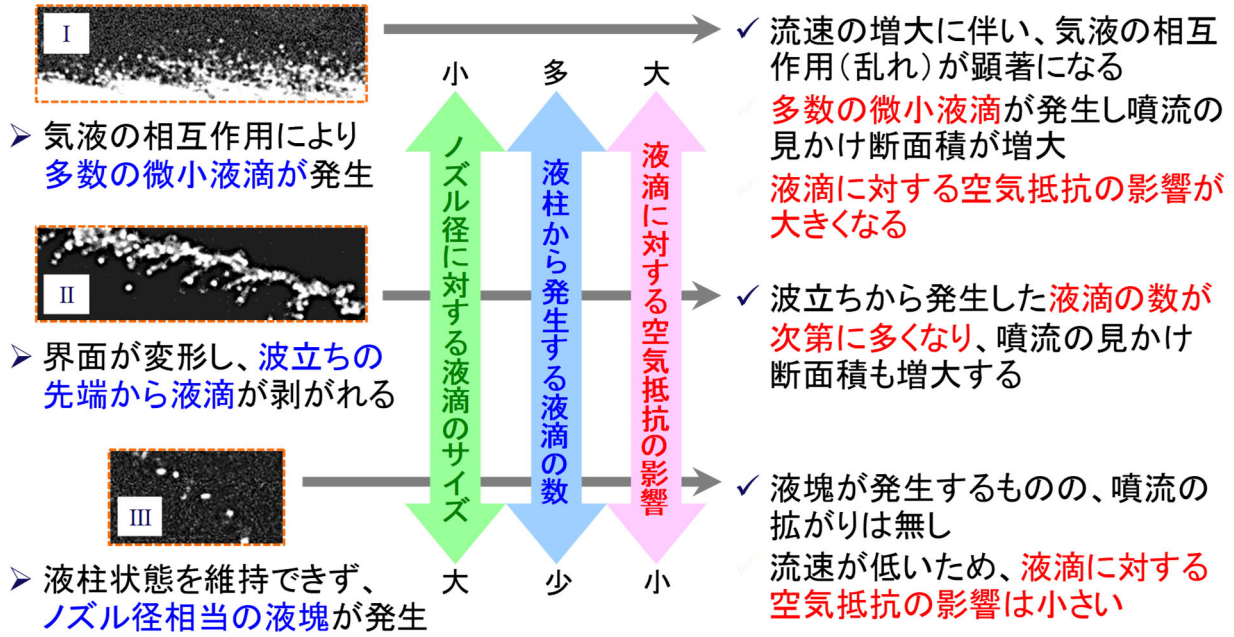 I
➢ 気液の相互作用により
多数の微小液滴が発生
II
➢ 界面が変形し、波立ちの
先端から液滴が剥がれる
III
➢ 液柱状態を維持できず、
ノズル径相当の液塊が発生
小
ノズル径に対する液滴のサイズ
大
多
液柱から発生する液滴の数
少
大
液滴に対する空気抵抗の影響
小
✓ 流速の増大に伴い、気液の相互
作用(乱れ)が顕著になる
多数の微小液滴が発生し噴流の
見かけ断面積が増大
液滴に対する空気抵抗の影響が
大きくなる
✓ 波立ちから発生した液滴の数が
次第に多くなり、噴流の見かけ
断面積も増大する
✓ 液塊が発生するものの、噴流の
拡がりは無し
流速が低いため、液滴に対する
空気抵抗の影響は小さい